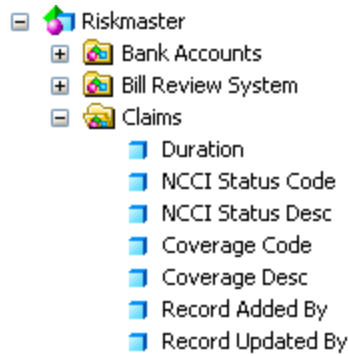 Riskmaster
Bank Accounts
Bill Review System
Claims
Duration
NCCI Status Code
NCCI Status Desc
Coverage Code
Coverage Desc
Record Added By
Record Updated By